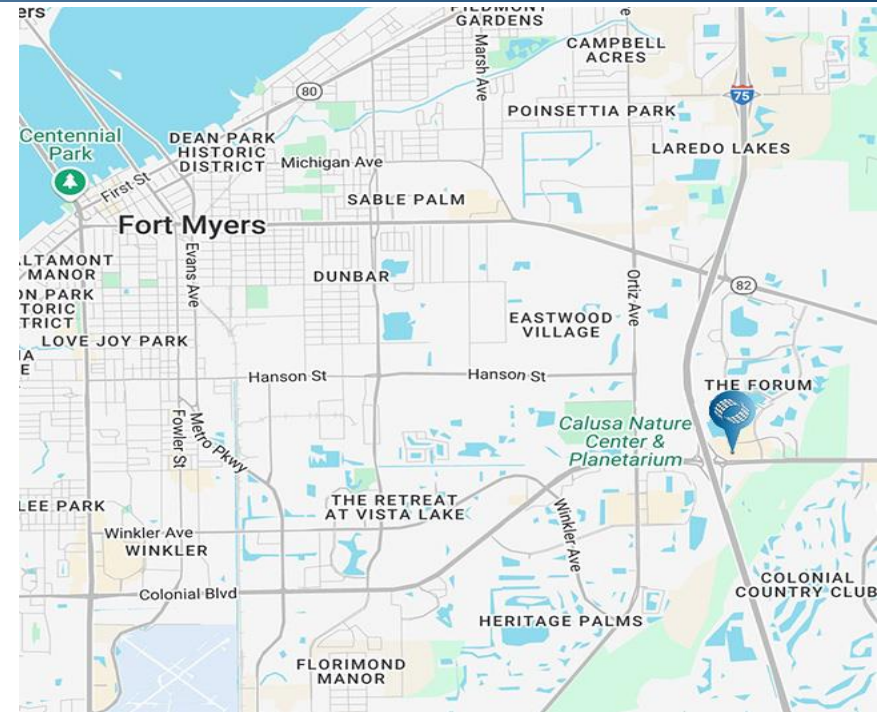 ers
PIEDMONT
GARDENS
Marsh Ave
CAMPBELL
ACRES
80
75
POINSETTIA PARK
Centennial
Park
DEAN PARK
HISTORIC
DISTRICT
Michigan Ave
LAREDO LAKES
First St
SABLE PALM
Fort Myers
Evans Ave
ALTAMONT
MANOR
DUNBAR
Ortiz Ave
82
ON PARK
TORIC
TRICT
EASTWOOD
VILLAGE
LOVE JOY PARK
IA
E
Hanson St
Hanson St
THE FORUM
Fowler St
Metro Pkwy
Calusa Nature
Center &
Planetarium
LEE PARK
THE RETREAT
AT VISTA LAKE
Winkler Ave
Winkler Ave
WINKLER
Colonial Blvd
COLONIAL
COUNTRY CLUB
HERITAGE PALMS
FLORIMOND
MANOR